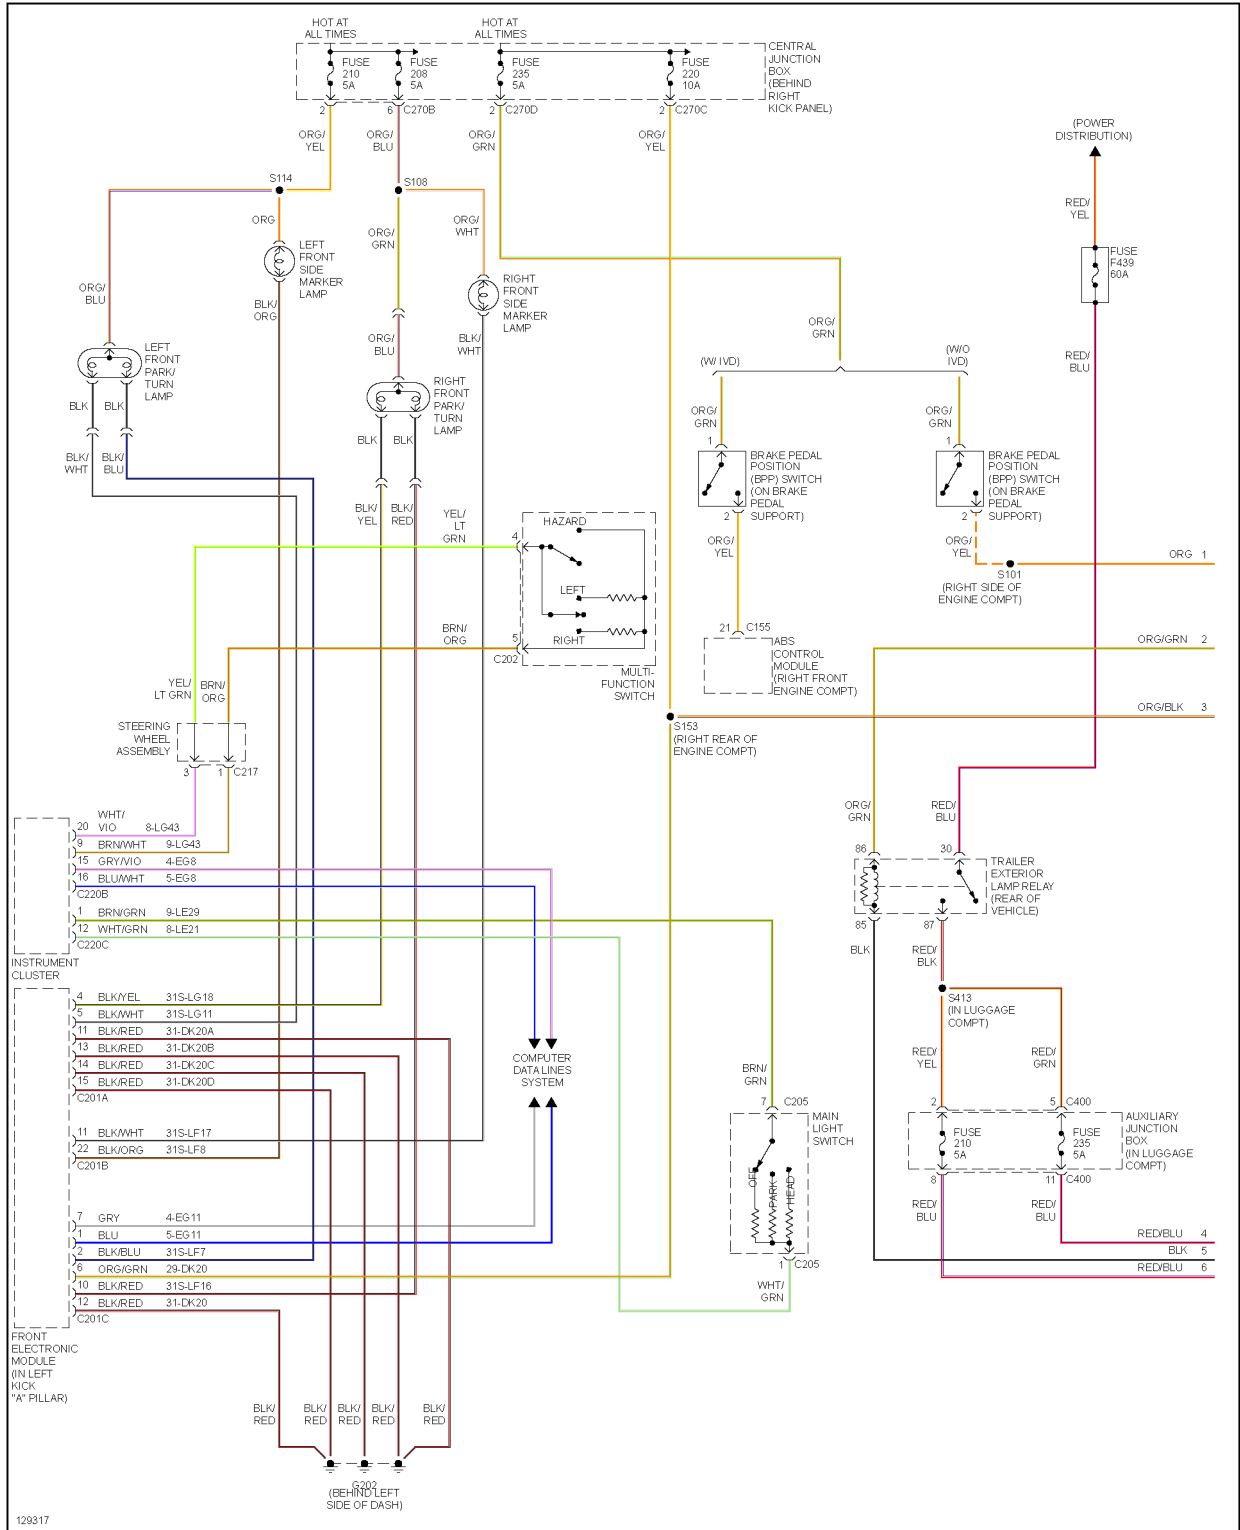 HOT AT
ALL TIMES
HOT AT
ALL TIMES
FUSE
210
5A
FUSE
208
5A
FUSE
235
5A
FUSE
220
10A
CENTRAL
JUNCTION
BOX
(BEHIND
RIGHT
KICK PANEL)
2
6
C270B
2
C270D
2
C270C
ORG/
YEL
ORG/
BLU
ORG/
GRN
ORG/
YEL
(POWER
DISTRIBUTION)
S114
S108
RED/
YEL
ORG
ORG/
GRN
ORG/
WHT
LEFT
FRONT
SIDE
MARKER
LAMP
FUSE
F439
60A
ORG/
BLU
BLK/
ORG
RIGHT
FRONT
SIDE
MARKER
LAMP
ORG/
GRN
ORG/
BLU
BLK/
WHT
LEFT
FRONT
PARK/
TURN
LAMP
(W/ IVD)
(W/O
IVD)
RED/
BLU
RIGHT
FRONT
PARK/
TURN
LAMP
BLK
BLK
ORG/
GRN
ORG/
GRN
BLK
BLK
1
1
BLK/
WHT
BLK/
BLU
BRAKE PEDAL
POSITION
(BPP) SWITCH
(ON BRAKE
PEDAL
SUPPORT)
BRAKE PEDAL
POSITION
(BPP) SWITCH
(ON BRAKE
PEDAL
SUPPORT)
BLK/
YEL
BLK/
RED
YEL/
LT
GRN
2
2
HAZARD
4
ORG/
YEL
ORG/
YEL
ORG 1
S101
(RIGHT SIDE OF
ENGINE COMPT)
LEFT
BRN/
ORG
5
RIGHT
C202
21
C155
ABS
CONTROL
MODULE
(RIGHT FRONT
ENGINE COMPT)
ORG/GRN 2
MULTI-
FUNCTION
SWITCH
YEL/
LT GRN
BRN/
ORG
ORG/BLK 3
S153
(RIGHT REAR OF
ENGINE COMPT)
STEERING
WHEEL
ASSEMBLY
3
1
C217
ORG/
GRN
RED/
BLU
20 WHT/
VIO 8-LG43
9 BRN/WHT 9-LG43
15 GRY/VIO 4-EG8
16 BLU/WHT 5-EG8
C220B
1 BRN/GRN 9-LE29
12 WHT/GRN 8-LE21
C220C
INSTRUMENT
CLUSTER
86
30
TRAILER
EXTERIOR
LAMP RELAY
(REAR OF
VEHICLE)
85
87
BLK
RED/
BLK
S413
(IN LUGGAGE
COMPT)
4 BLK/YEL 31S-LG18
5 BLK/WHT 31S-LG11
11 BLK/RED 31-DK20A
13 BLK/RED 31-DK20B
14 BLK/RED 31-DK20C
15 BLK/RED 31-DK20D
C201A
11 BLK/WHT 31S-LF17
22 BLK/ORG 31S-LF8
C201B
7 GRY 4-EG11
1 BLU 5-EG11
2 BLK/BLU 31S-LF7
6 ORG/GRN 29-DK20
10 BLK/RED 31S-LF16
12 BLK/RED 31-DK20
C201C
FRONT
ELECTRONIC
MODULE
(IN LEFT
KICK
"A" PILLAR)
COMPUTER
DATA LINES
SYSTEM
BRN/
GRN
7
C205
MAIN
LIGHT
SWITCH
OFF
PARK
HEAD
1
C205
WHT/
GRN
RED/
YEL
RED/
GRN
2
5
C400
FUSE
210
5A
FUSE
235
5A
AUXILIARY
JUNCTION
BOX
(IN LUGGAGE
COMPT)
8
11
C400
RED/
BLU
RED/
BLU
RED/BLU 4
BLK 5
RED/BLU 6
BLK/
RED
BLK/
RED
BLK/
RED
BLK/
RED
BLK/
RED
G202
(BEHIND LEFT
SIDE OF DASH)
129317